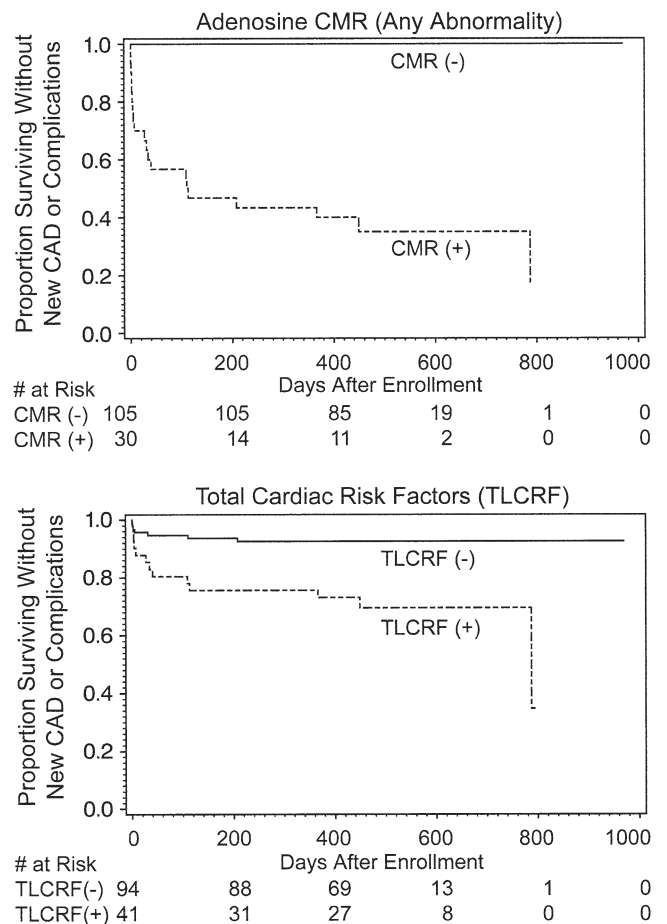 Adenosine CMR (Any Abnormality)
Proportion Surviving Without
New CAD or Complications
1.0
0.8
0.6
0.4
0.2
0.0
CMR (-)
CMR (+)
0 200 400 600 800 1000
Days After Enrollment
# at Risk
CMR (-) 105 105 85 19 1 0
CMR (+) 30 14 11 2 0 0
Total Cardiac Risk Factors (TLCRF)
Proportion Surviving Without
New CAD or Complications
1.0
0.8
0.6
0.4
0.2
0.0
TLCRF (-)
TLCRF (+)
0 200 400 600 800 1000
Days After Enrollment
# at Risk
TLCRF(-) 94 88 69 13 1 0
TLCRF(+) 41 31 27 8 0 0